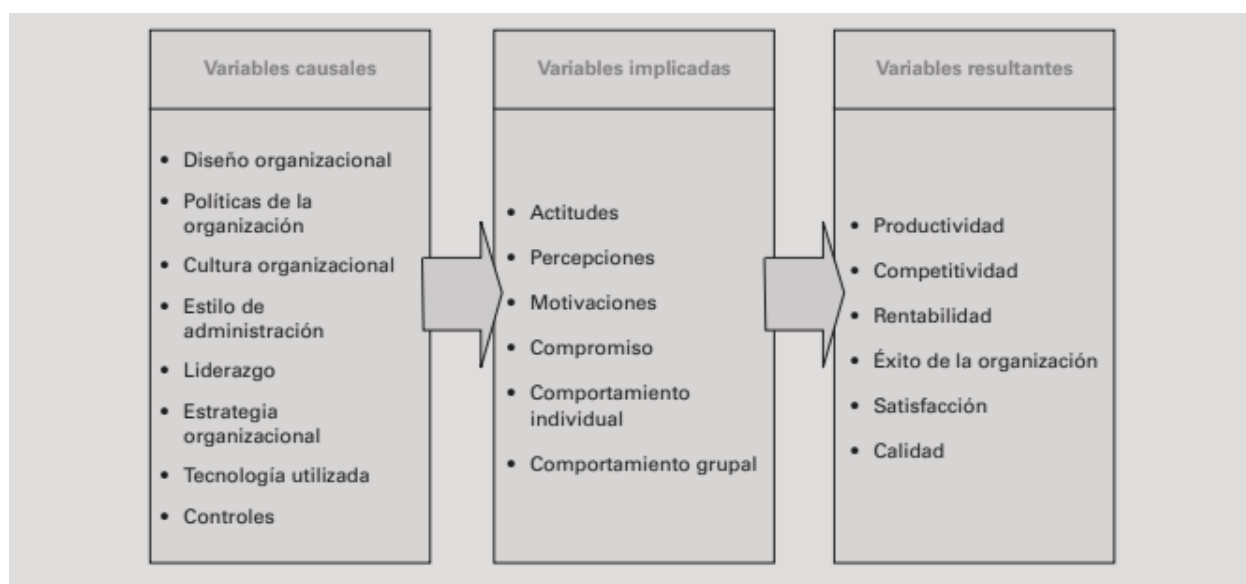 Variables causales
• Diseño organizacional
• Políticas de la
organización
• Cultura organizacional
• Estilo de
administración
• Liderazgo
• Estrategia
organizacional
• Tecnología utilizada
• Controles
Variables implicadas
• Actitudes
• Percepciones
• Motivaciones
• Compromiso
• Comportamiento
individual
• Comportamiento grupal
Variables resultantes
• Productividad
• Competitividad
• Rentabilidad
• Éxito de la organización
• Satisfacción
• Calidad